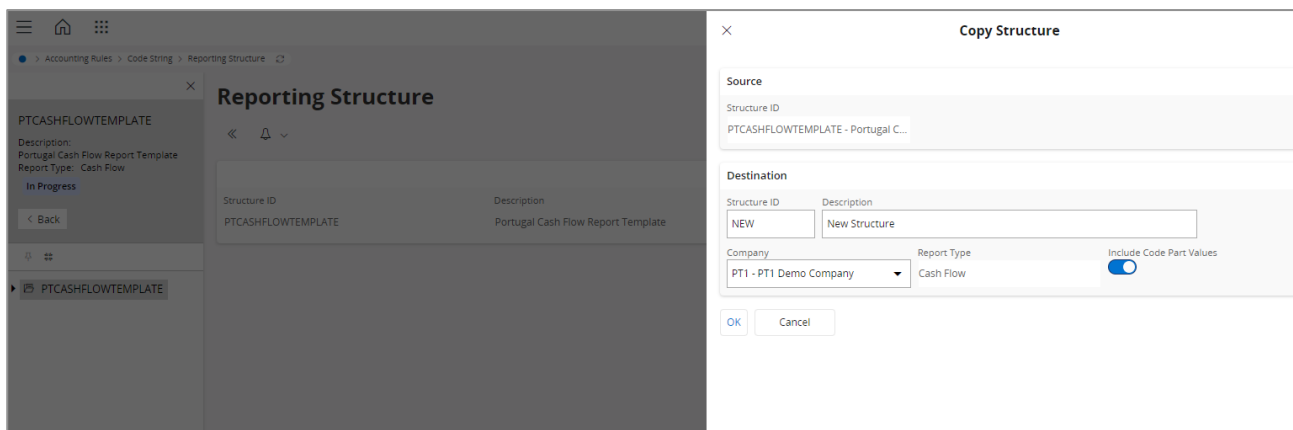 > Accounting Rules > Code String > Reporting Structure
PTCASHFLOWTEMPLATE
Description:
Portugal Cash Flow Report Template
Report Type: Cash Flow
In Progress
< Back
PTCASHFLOWTEMPLATE
Reporting Structure
Structure ID Description
PTCASHFLOWTEMPLATE Portugal Cash Flow Report Template
Copy Structure
Source
Structure ID
PTCASHFLOWTEMPLATE - Portugal C...
Destination
Structure ID Description
NEW New Structure
Company Report Type Include Code Part Values
PT1 - PT1 Demo Company Cash Flow
OK Cancel